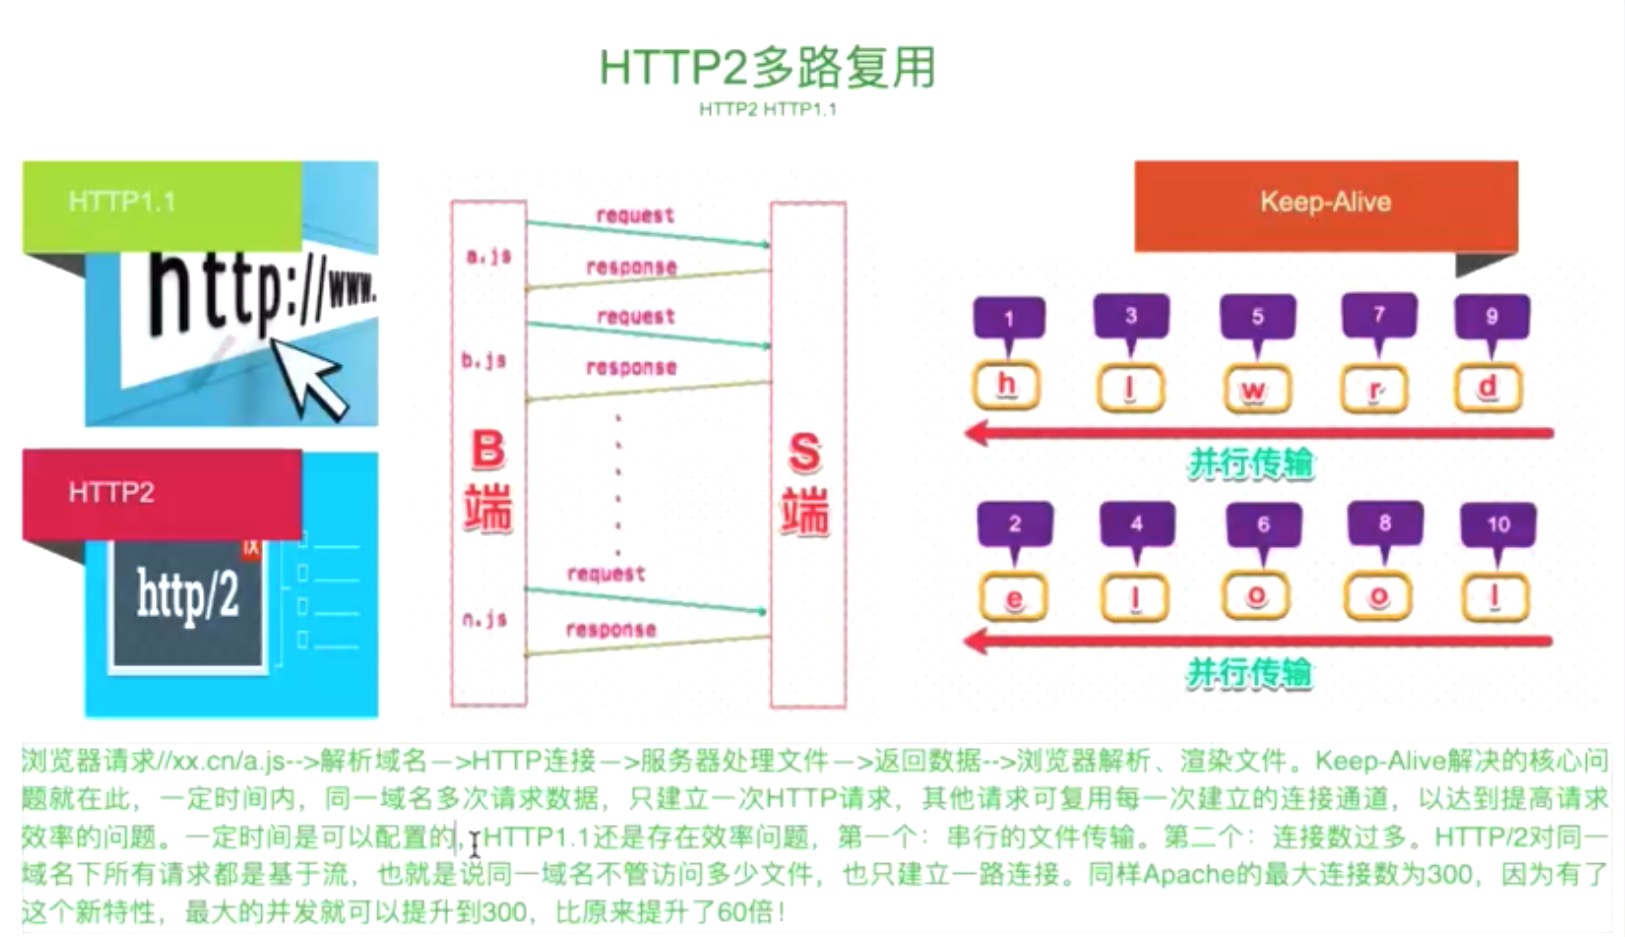 HTTP2多路复用
HTTP2 HTTP1.1
HTTP1.1
http://www.
HTTP2
http/2
request
a.js
response
request
b.js
response
B
端
S
端
request
n.js
response
Keep-Alive
1 3 5 7 9
h l w r d
并行传输
2 4 6 8 10
e l o o l
并行传输
浏览器请求//xx.cn/a.js-->解析域名—>HTTP连接—>服务器处理文件—>返回数据-->浏览器解析、渲染文件。Keep-Alive解决的核心问
题就在此，一定时间内，同一域名多次请求数据，只建立一次HTTP请求，其他请求可复用每一次建立的连接通道，以达到提高请求
效率的问题。一定时间是可以配置的，HTTP1.1还是存在效率问题，第一个：串行的文件传输。第二个：连接数过多。HTTP/2对同一
域名下所有请求都是基于流，也就是说同一域名不管访问多少文件，也只建立一路连接。同样Apache的最大连接数为300，因为有了
这个新特性，最大的并发就可以提升到300，比原来提升了60倍！